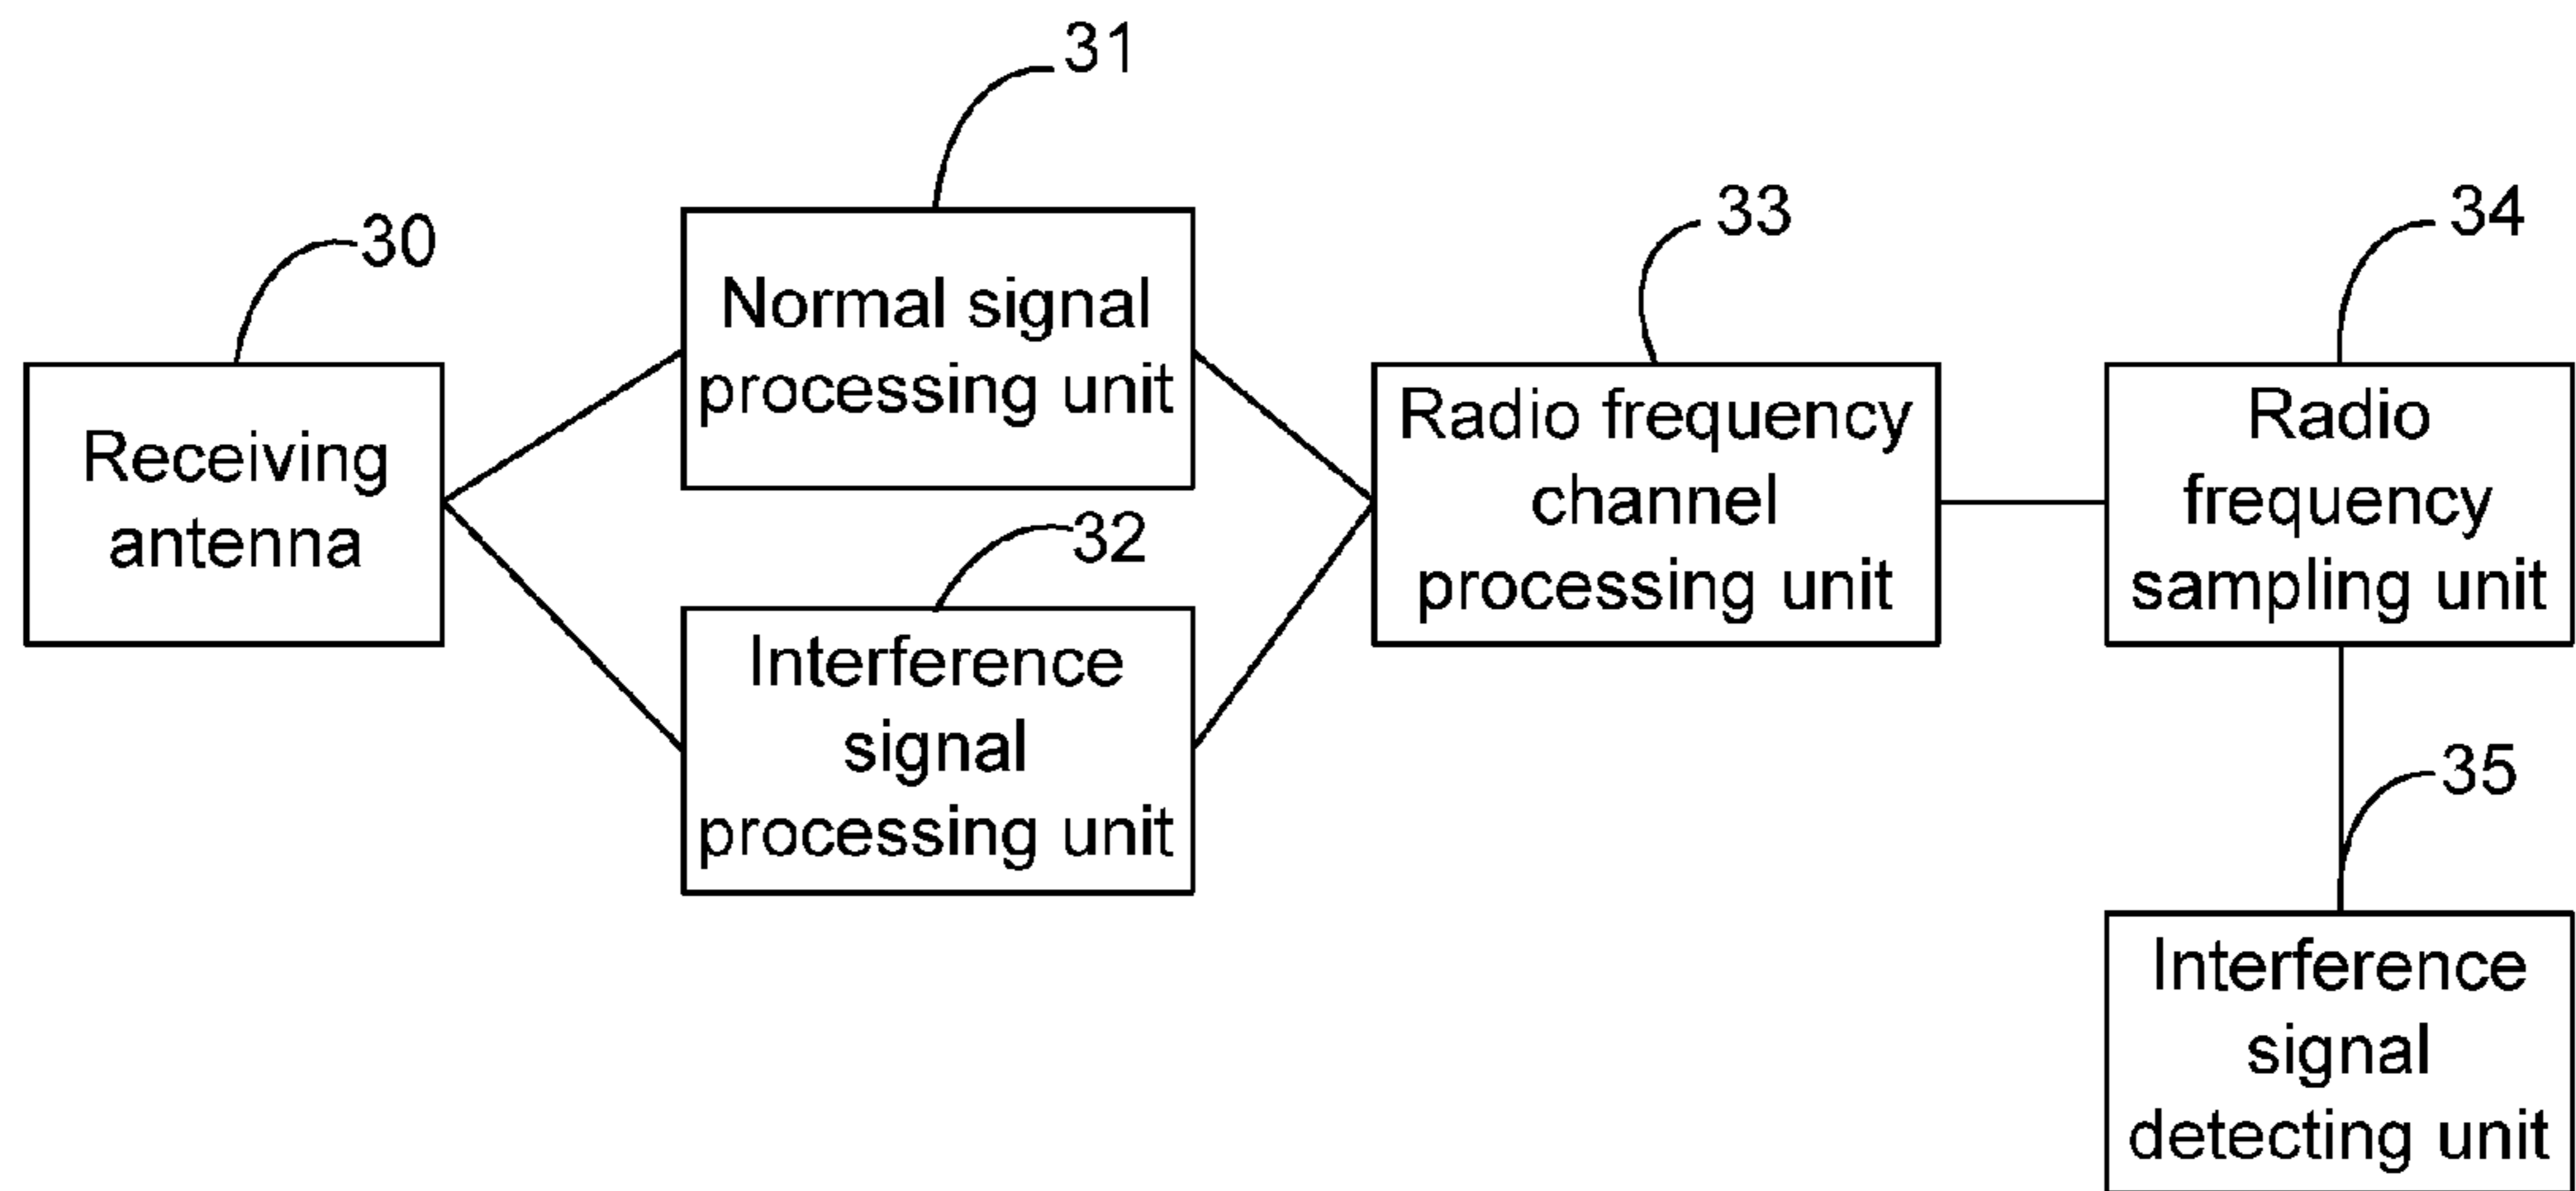 31
30
33
34
Normal signal
processing unit
Receiving
antenna
Radio frequency
channel
processing unit
Radio
frequency
sampling unit
32
Interference
signal
processing unit
35
Interference
signal
detecting unit